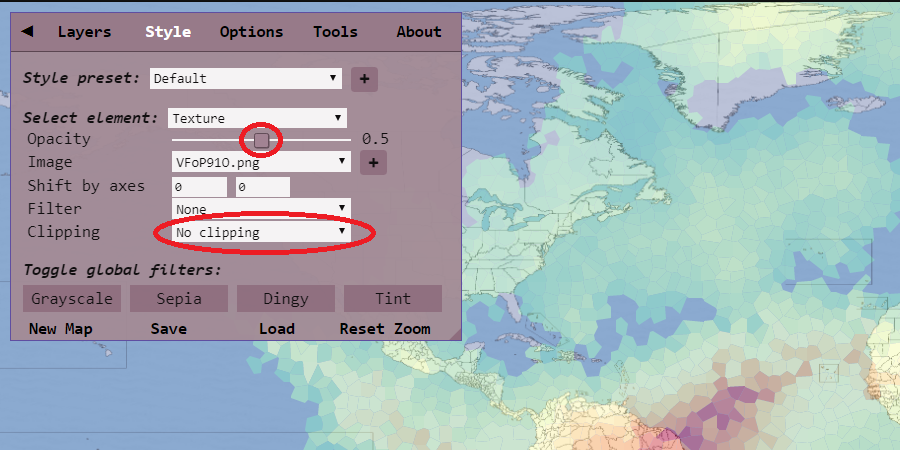 ◀ Layers Style Options Tools About
Style preset: Default ▼ +
Select element: Texture ▼
Opacity 0.5
Image VFoP91O.png ▼ +
Shift by axes 0 0
Filter None ▼
Clipping No clipping ▼
Toggle global filters:
Grayscale Sepia Dingy Tint
New Map Save Load Reset Zoom